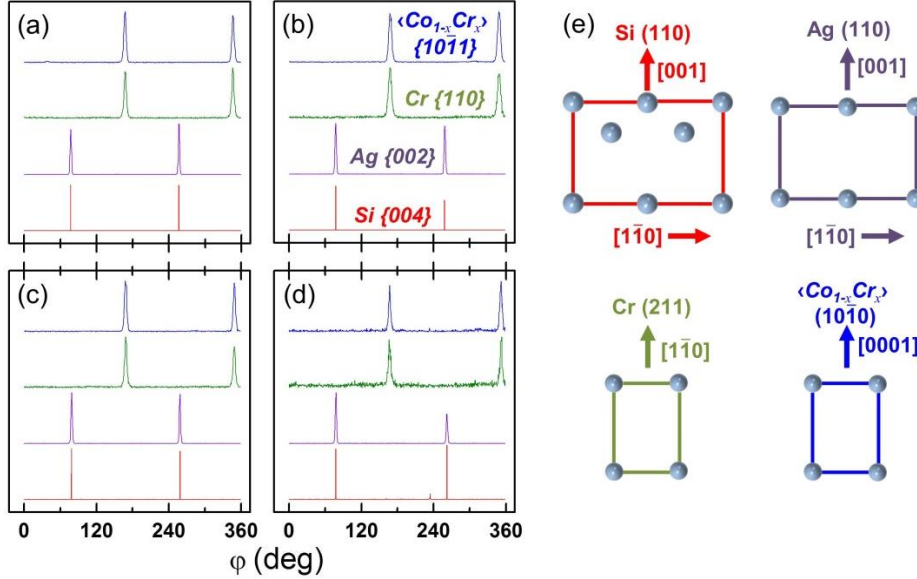 (a)
(b)
‹Co₁₋ₓCrₓ›
{101̄1}
Cr {110}
Ag {002}
Si {004}
(c)
(d)
0 120 240 360
0 120 240 360
φ (deg)
(e)
Si (110)
[001]
[11̄0]
Ag (110)
[001]
[11̄0]
Cr (211)
[11̄0]
‹Co₁₋ₓCrₓ›
(101̄0)
[0001]